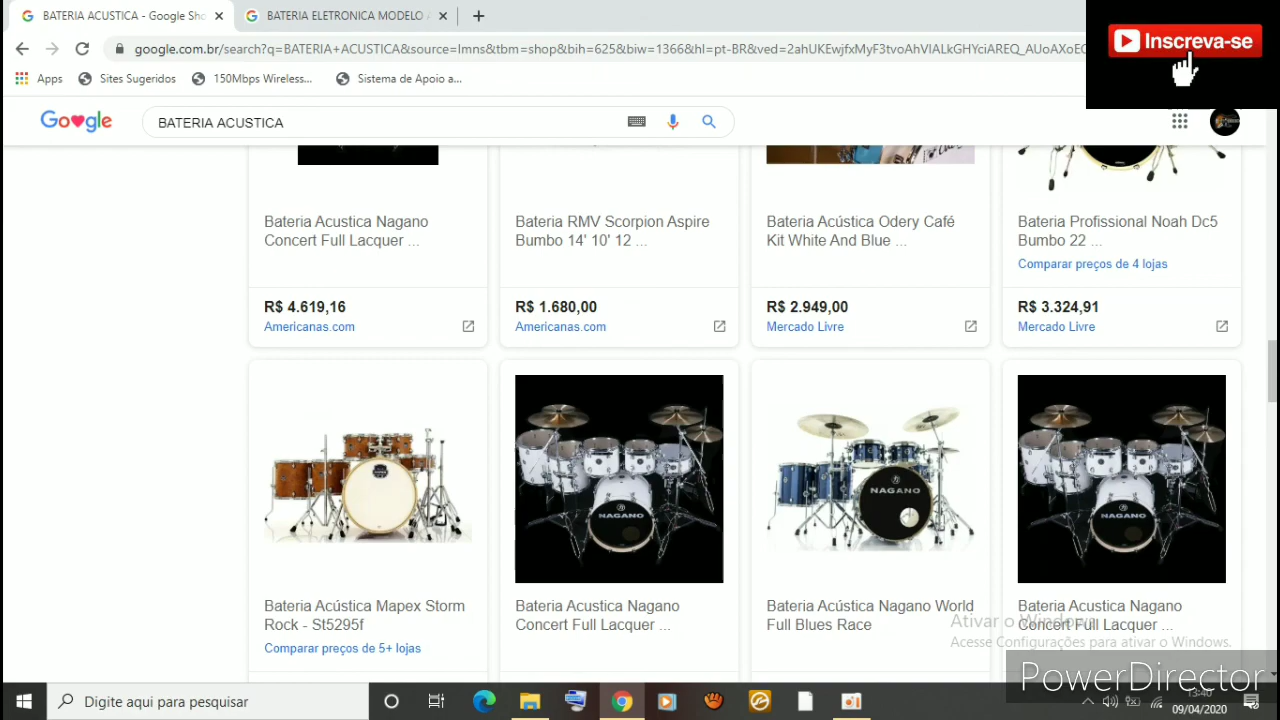 BATERIA ACUSTICA - Google Sho
BATERIA ELETRONICA MODELO
google.com.br/search?q=BATERIA+ACUSTICA&source=lnms&tbm=shop&bih=625&biw=1366&hl=pt-BR&ved=2ahUKEwjfxMyF3tvoAhVIALkGHYciAREQ_AUoAXoEC
Inscreva-se
Apps
Sites Sugeridos
150Mbps Wireless...
Sistema de Apoio a...
Google
BATERIA ACUSTICA
Bateria Acustica Nagano
Concert Full Lacquer ...
Bateria RMV Scorpion Aspire
Bumbo 14' 10' 12 ...
Bateria Acústica Odery Café
Kit White And Blue ...
Bateria Profissional Noah Dc5
Bumbo 22 ...
Comparar preços de 4 lojas
R$ 4.619,16
Americanas.com
R$ 1.680,00
Americanas.com
R$ 2.949,00
Mercado Livre
R$ 3.324,91
Mercado Livre
NAGANO
NAGANO
NAGANO
Bateria Acústica Mapex Storm
Rock - St5295f
Comparar preços de 5+ lojas
Bateria Acustica Nagano
Concert Full Lacquer ...
Bateria Acústica Nagano World
Full Blues Race
Bateria Acustica Nagano
Concert Full Lacquer ...
Ativar o Windows
Acesse Configurações para ativar o Windows.
PowerDirector
Digite aqui para pesquisar
13:40
09/04/2020